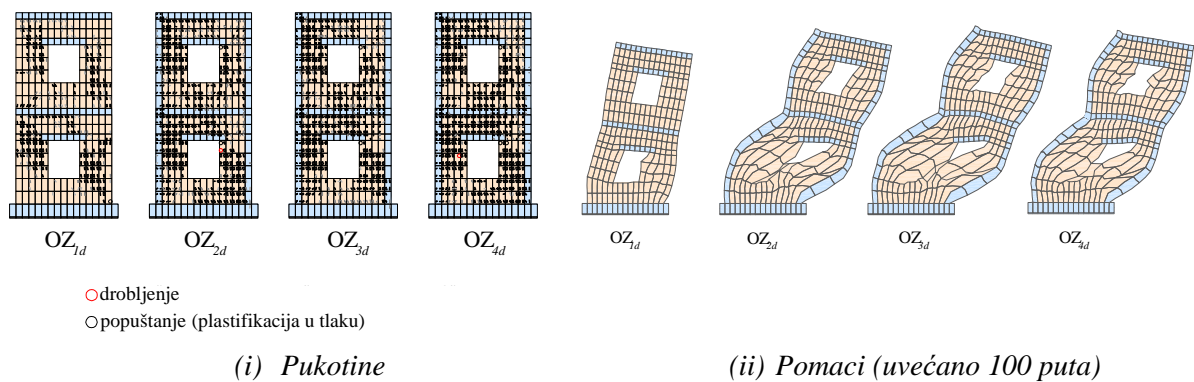 OZ1d OZ2d OZ3d OZ4d
OZ1d OZ2d OZ3d OZ4d
drobljenje
popuštanje (plastifikacija u tlaku)
(i) Pukotine
(ii) Pomaci (uvećano 100 puta)